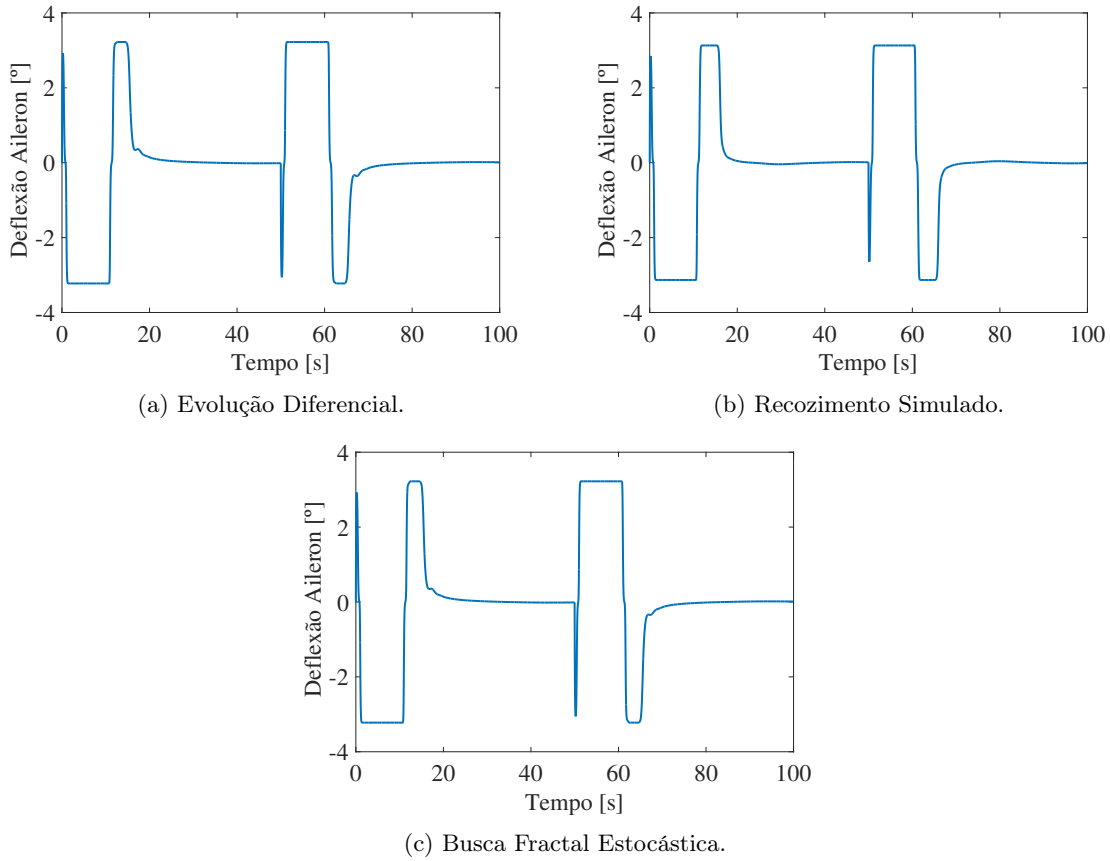 4
2
0
-2
-4
Deflexão Aileron [º]
0 20 40 60 80 100
Tempo [s]
(a) Evolução Diferencial.
4
2
0
-2
-4
Deflexão Aileron [º]
0 20 40 60 80 100
Tempo [s]
(b) Recozimento Simulado.
4
2
0
-2
-4
Deflexão Aileron [º]
0 20 40 60 80 100
Tempo [s]
(c) Busca Fractal Estocástica.